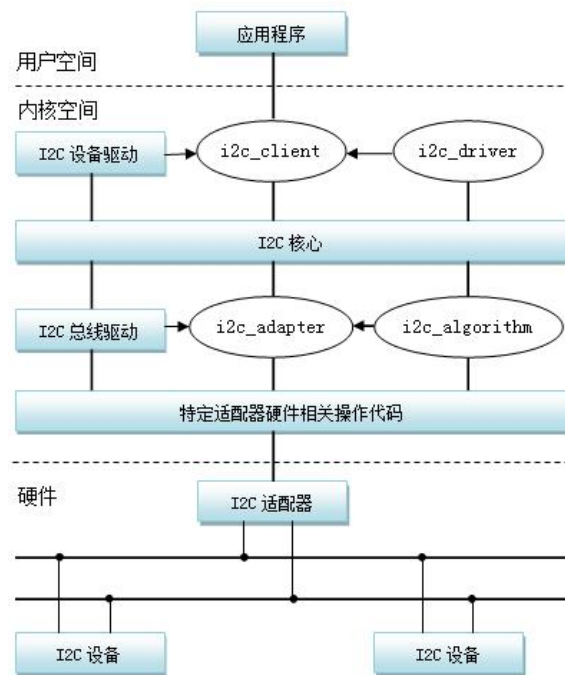 应用程序
用户空间
内核空间
I2C 设备驱动
i2c_client
i2c_driver
I2C 核心
I2C 总线驱动
i2c_adapter
i2c_algorithm
特定适配器硬件相关操作代码
硬件
I2C 适配器
I2C 设备
I2C 设备